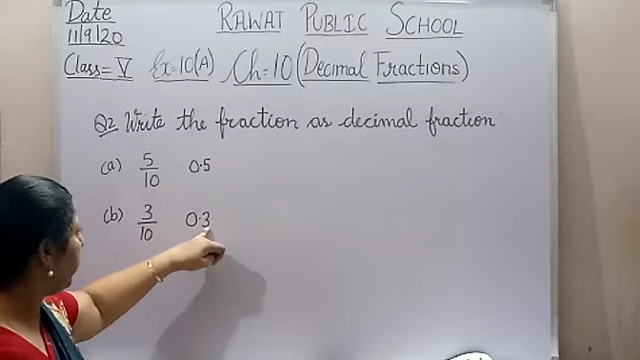 Date
11/9/20
RAWAT PUBLIC SCHOOL
Class = V Ex = 10(A) Ch = 10 (Decimal Fractions)
Q2 Write the fraction as decimal fraction
(a) 5/10 0.5
(b) 3/10 0.3